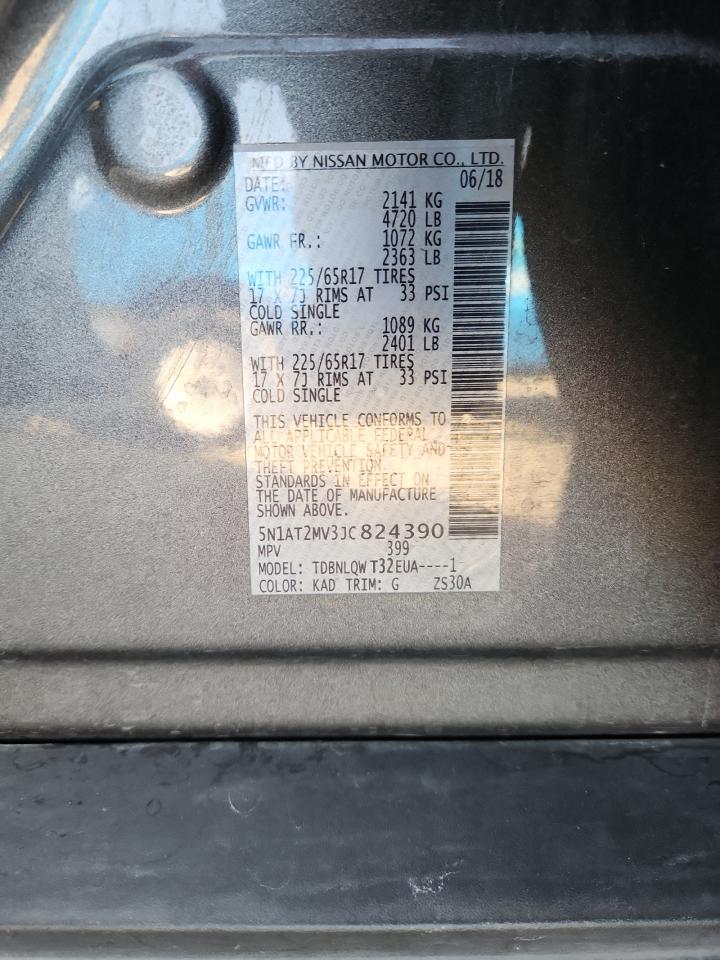 MFD BY NISSAN MOTOR CO., LTD.
DATE: 06/18
GVWR: 2141 KG
4720 LB
GAWR FR.: 1072 KG
2363 LB
WITH 225/65R17 TIRES
17 X 7J RIMS AT 33 PSI
COLD SINGLE
GAWR RR.: 1089 KG
2401 LB
WITH 225/65R17 TIRES
17 X 7J RIMS AT 33 PSI
COLD SINGLE
THIS VEHICLE CONFORMS TO
ALL APPLICABLE FEDERAL
MOTOR VEHICLE SAFETY AND
THEFT PREVENTION
STANDARDS IN EFFECT ON
THE DATE OF MANUFACTURE
SHOWN ABOVE.
5N1AT2MV3JC824390
MPV 399
MODEL: TDBNLQW T32EUA----1
COLOR: KAD TRIM: G ZS30A